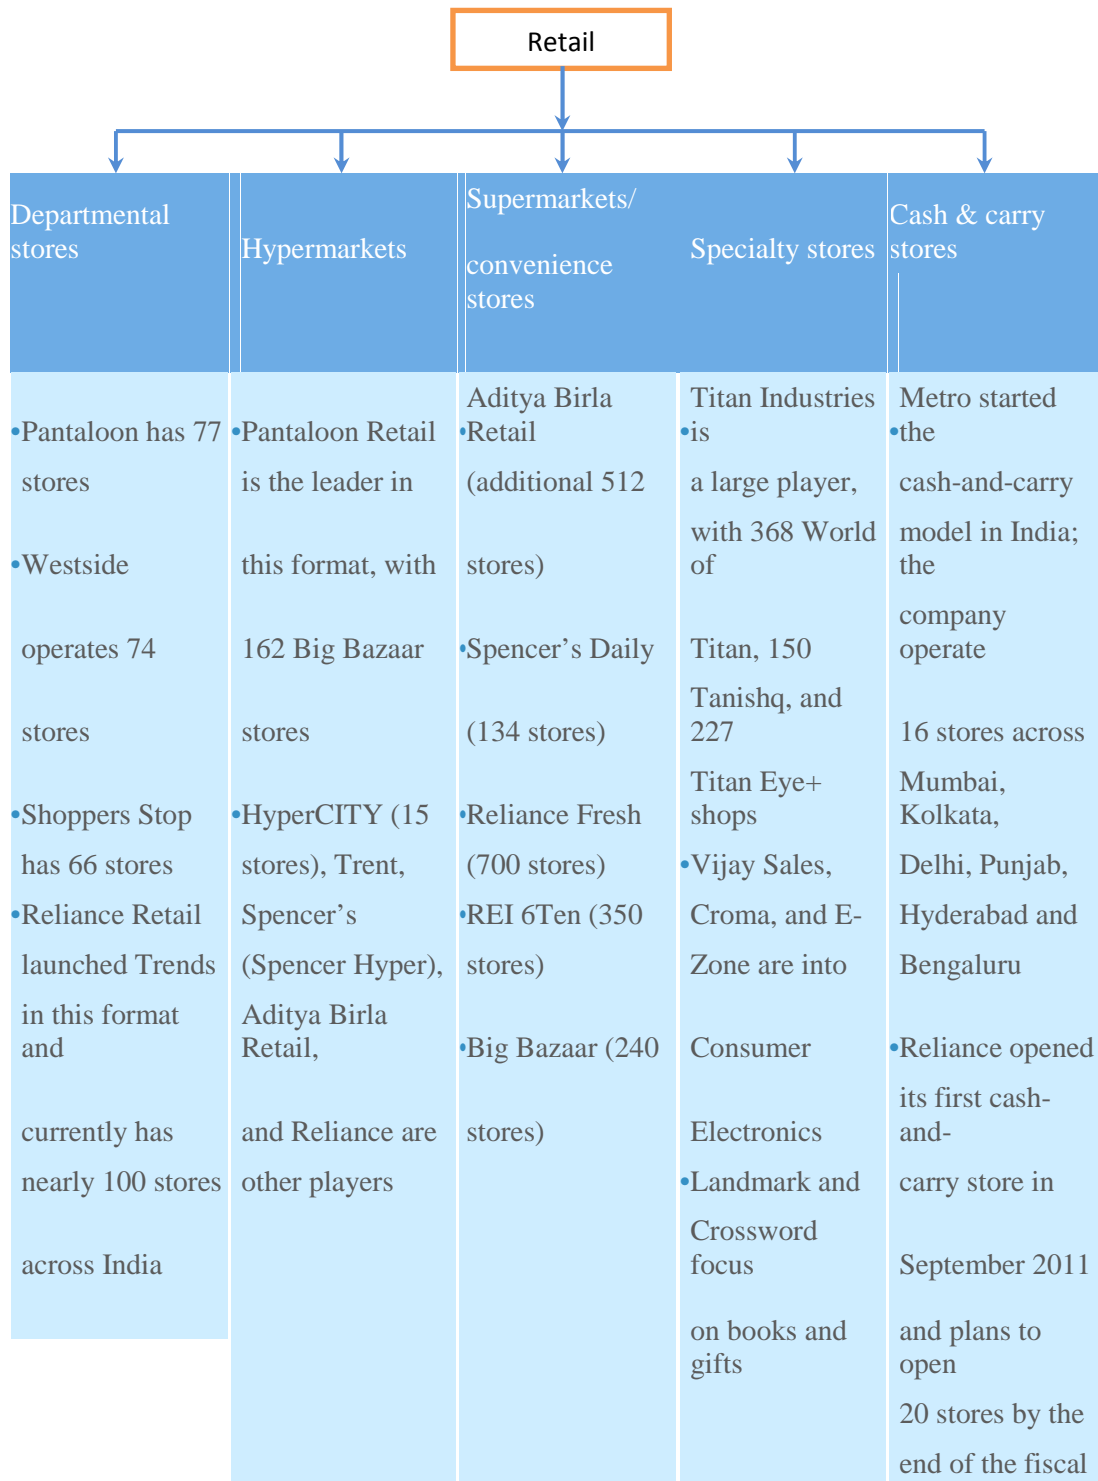 Retail
Departmental
stores
Hypermarkets
Supermarkets/
convenience
stores
Specialty stores
Cash & carry
stores
•Pantaloon has 77
stores
•Westside
operates 74
stores
•Shoppers Stop
has 66 stores
•Reliance Retail
launched Trends
in this format
and
currently has
nearly 100 stores
across India
•Pantaloon Retail
is the leader in
this format, with
162 Big Bazaar
stores
•HyperCITY (15
stores), Trent,
Spencer’s
(Spencer Hyper),
Aditya Birla
Retail,
and Reliance are
other players
Aditya Birla
•Retail
(additional 512
stores)
•Spencer’s Daily
(134 stores)
•Reliance Fresh
(700 stores)
•REI 6Ten (350
stores)
•Big Bazaar (240
stores)
Titan Industries
•is
a large player,
with 368 World
of
Titan, 150
Tanishq, and
227
Titan Eye+
shops
•Vijay Sales,
Croma, and E-
Zone are into
Consumer
Electronics
•Landmark and
Crossword
focus
on books and
gifts
Metro started
•the
cash-and-carry
model in India;
the
company
operate
16 stores across
Mumbai,
Kolkata,
Delhi, Punjab,
Hyderabad and
Bengaluru
•Reliance opened
its first cash-
and-
carry store in
September 2011
and plans to
open
20 stores by the
end of the fiscal